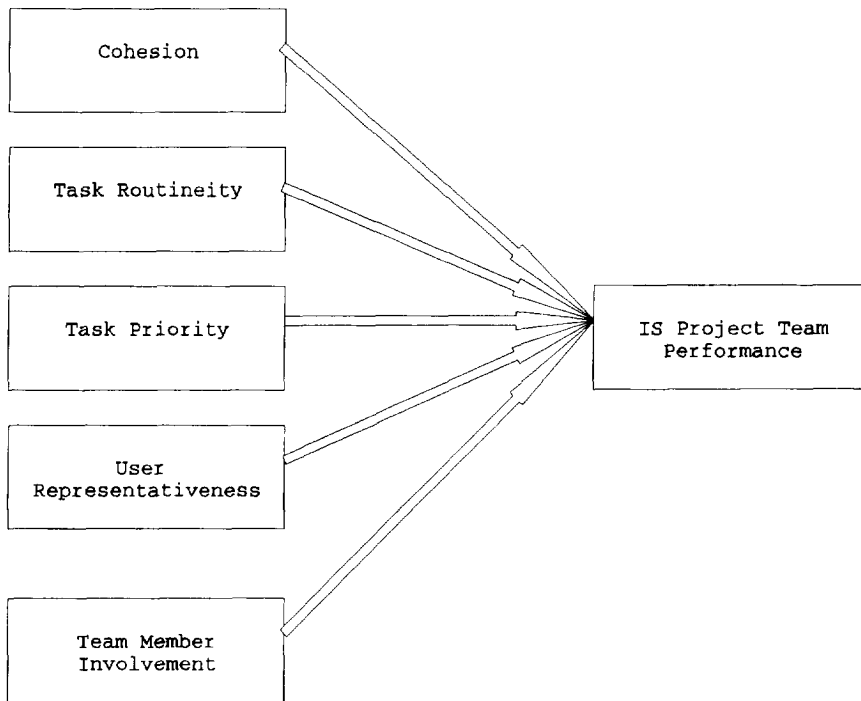 Cohesion
Task Routineity
Task Priority
User
Representativeness
Team Member
Involvement
IS Project Team
Performance